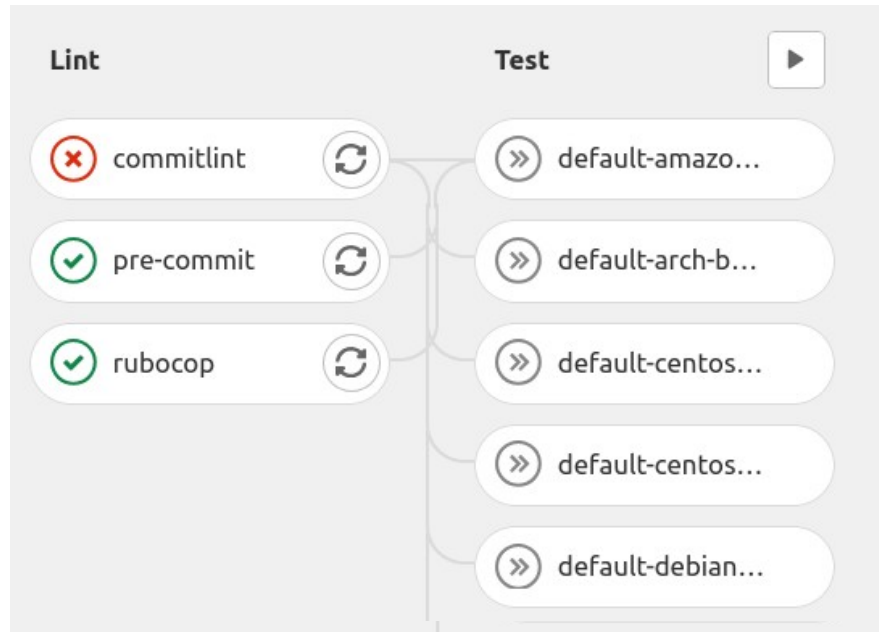 Lint
Test
commitlint
default-amazo...
pre-commit
default-arch-b...
rubocop
default-centos...
default-centos...
default-debian...